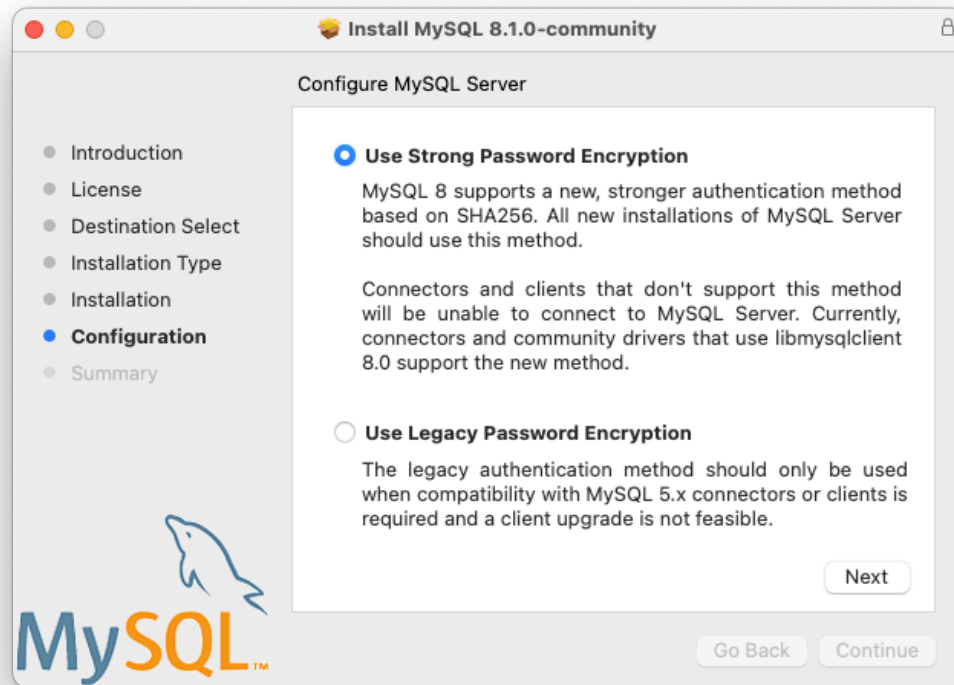 Install MySQL 8.1.0-community
Configure MySQL Server
Introduction
License
Destination Select
Installation Type
Installation
Configuration
Summary
Use Strong Password Encryption
MySQL 8 supports a new, stronger authentication method
based on SHA256. All new installations of MySQL Server
should use this method.
Connectors and clients that don't support this method
will be unable to connect to MySQL Server. Currently,
connectors and community drivers that use libmysqlclient
8.0 support the new method.
Use Legacy Password Encryption
The legacy authentication method should only be used
when compatibility with MySQL 5.x connectors or clients is
required and a client upgrade is not feasible.
Next
MySQL™
Go Back
Continue